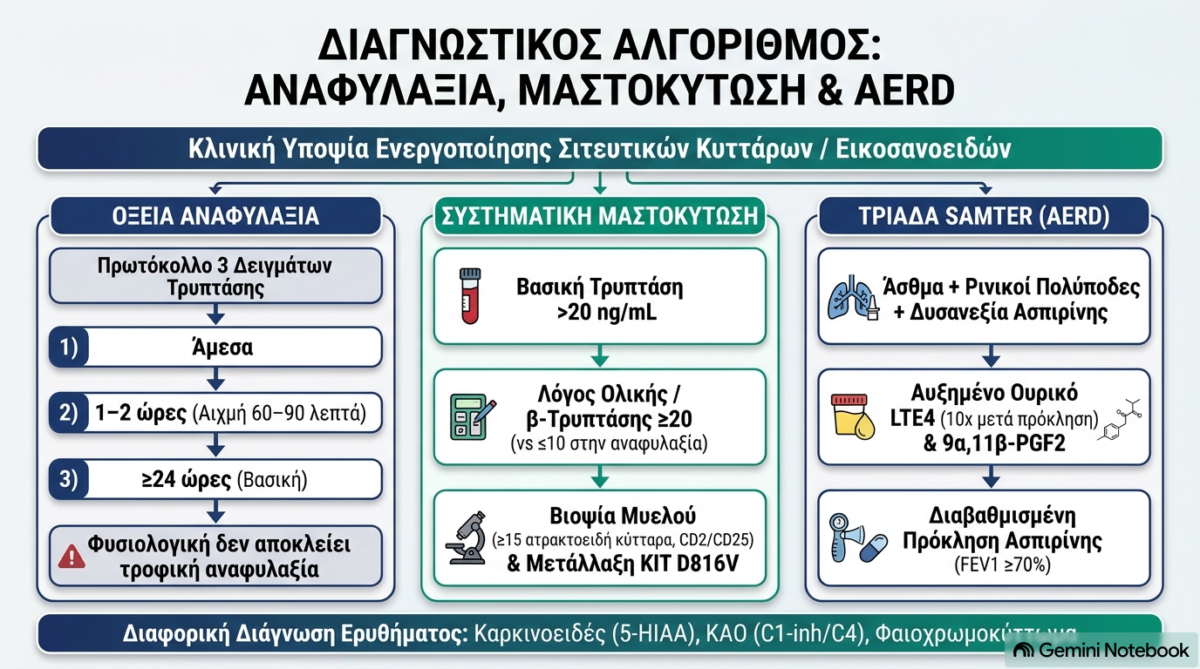 ΔΙΑΓΝΩΣΤΙΚΟΣ ΑΛΓΟΡΙΘΜΟΣ:
ΑΝΑΦΥΛΑΞΙΑ, ΜΑΣΤΟΚΥΤΩΣΗ & AERD
Κλινική Υποψία Ενεργοποίησης Σιτευτικών Κυττάρων / Εικοσανοειδών
ΟΞΕΙΑ ΑΝΑΦΥΛΑΞΙΑ
Πρωτόκολλο 3 Δειγμάτων
Τρυπτάσης
1) Άμεσα
2) 1–2 ώρες (Αιχμή 60–90 λεπτά)
3) ≥24 ώρες (Βασική)
Φυσιολογική δεν αποκλείει
τροφική αναφυλαξία
ΣΥΣΤΗΜΑΤΙΚΗ ΜΑΣΤΟΚΥΤΩΣΗ
Βασική Τρυπτάση
>20 ng/mL
Λόγος Ολικής /
β-Τρυπτάσης ≥20
(vs ≤10 στην αναφυλαξία)
Βιοψία Μυελού
(≥15 ατρακτοειδή κύτταρα, CD2/CD25)
& Μετάλλαξη KIT D816V
ΤΡΙΑΔΑ SAMTER (AERD)
Άσθμα + Ρινικοί Πολύποδες
+ Δυσανεξία Ασπιρίνης
Αυξημένο Ουρικό
LTE4 (10x μετά πρόκληση)
& 9α,11β-PGF2
Διαβαθμισμένη
Πρόκληση Ασπιρίνης
(FEV1 ≥70%)
Διαφορική Διάγνωση Ερυθήματος: Καρκινοειδές (5-HIAA), ΚΑΟ (C1-inh/C4), Φαιοχρωμοκύττωμα
Gemini Notebook